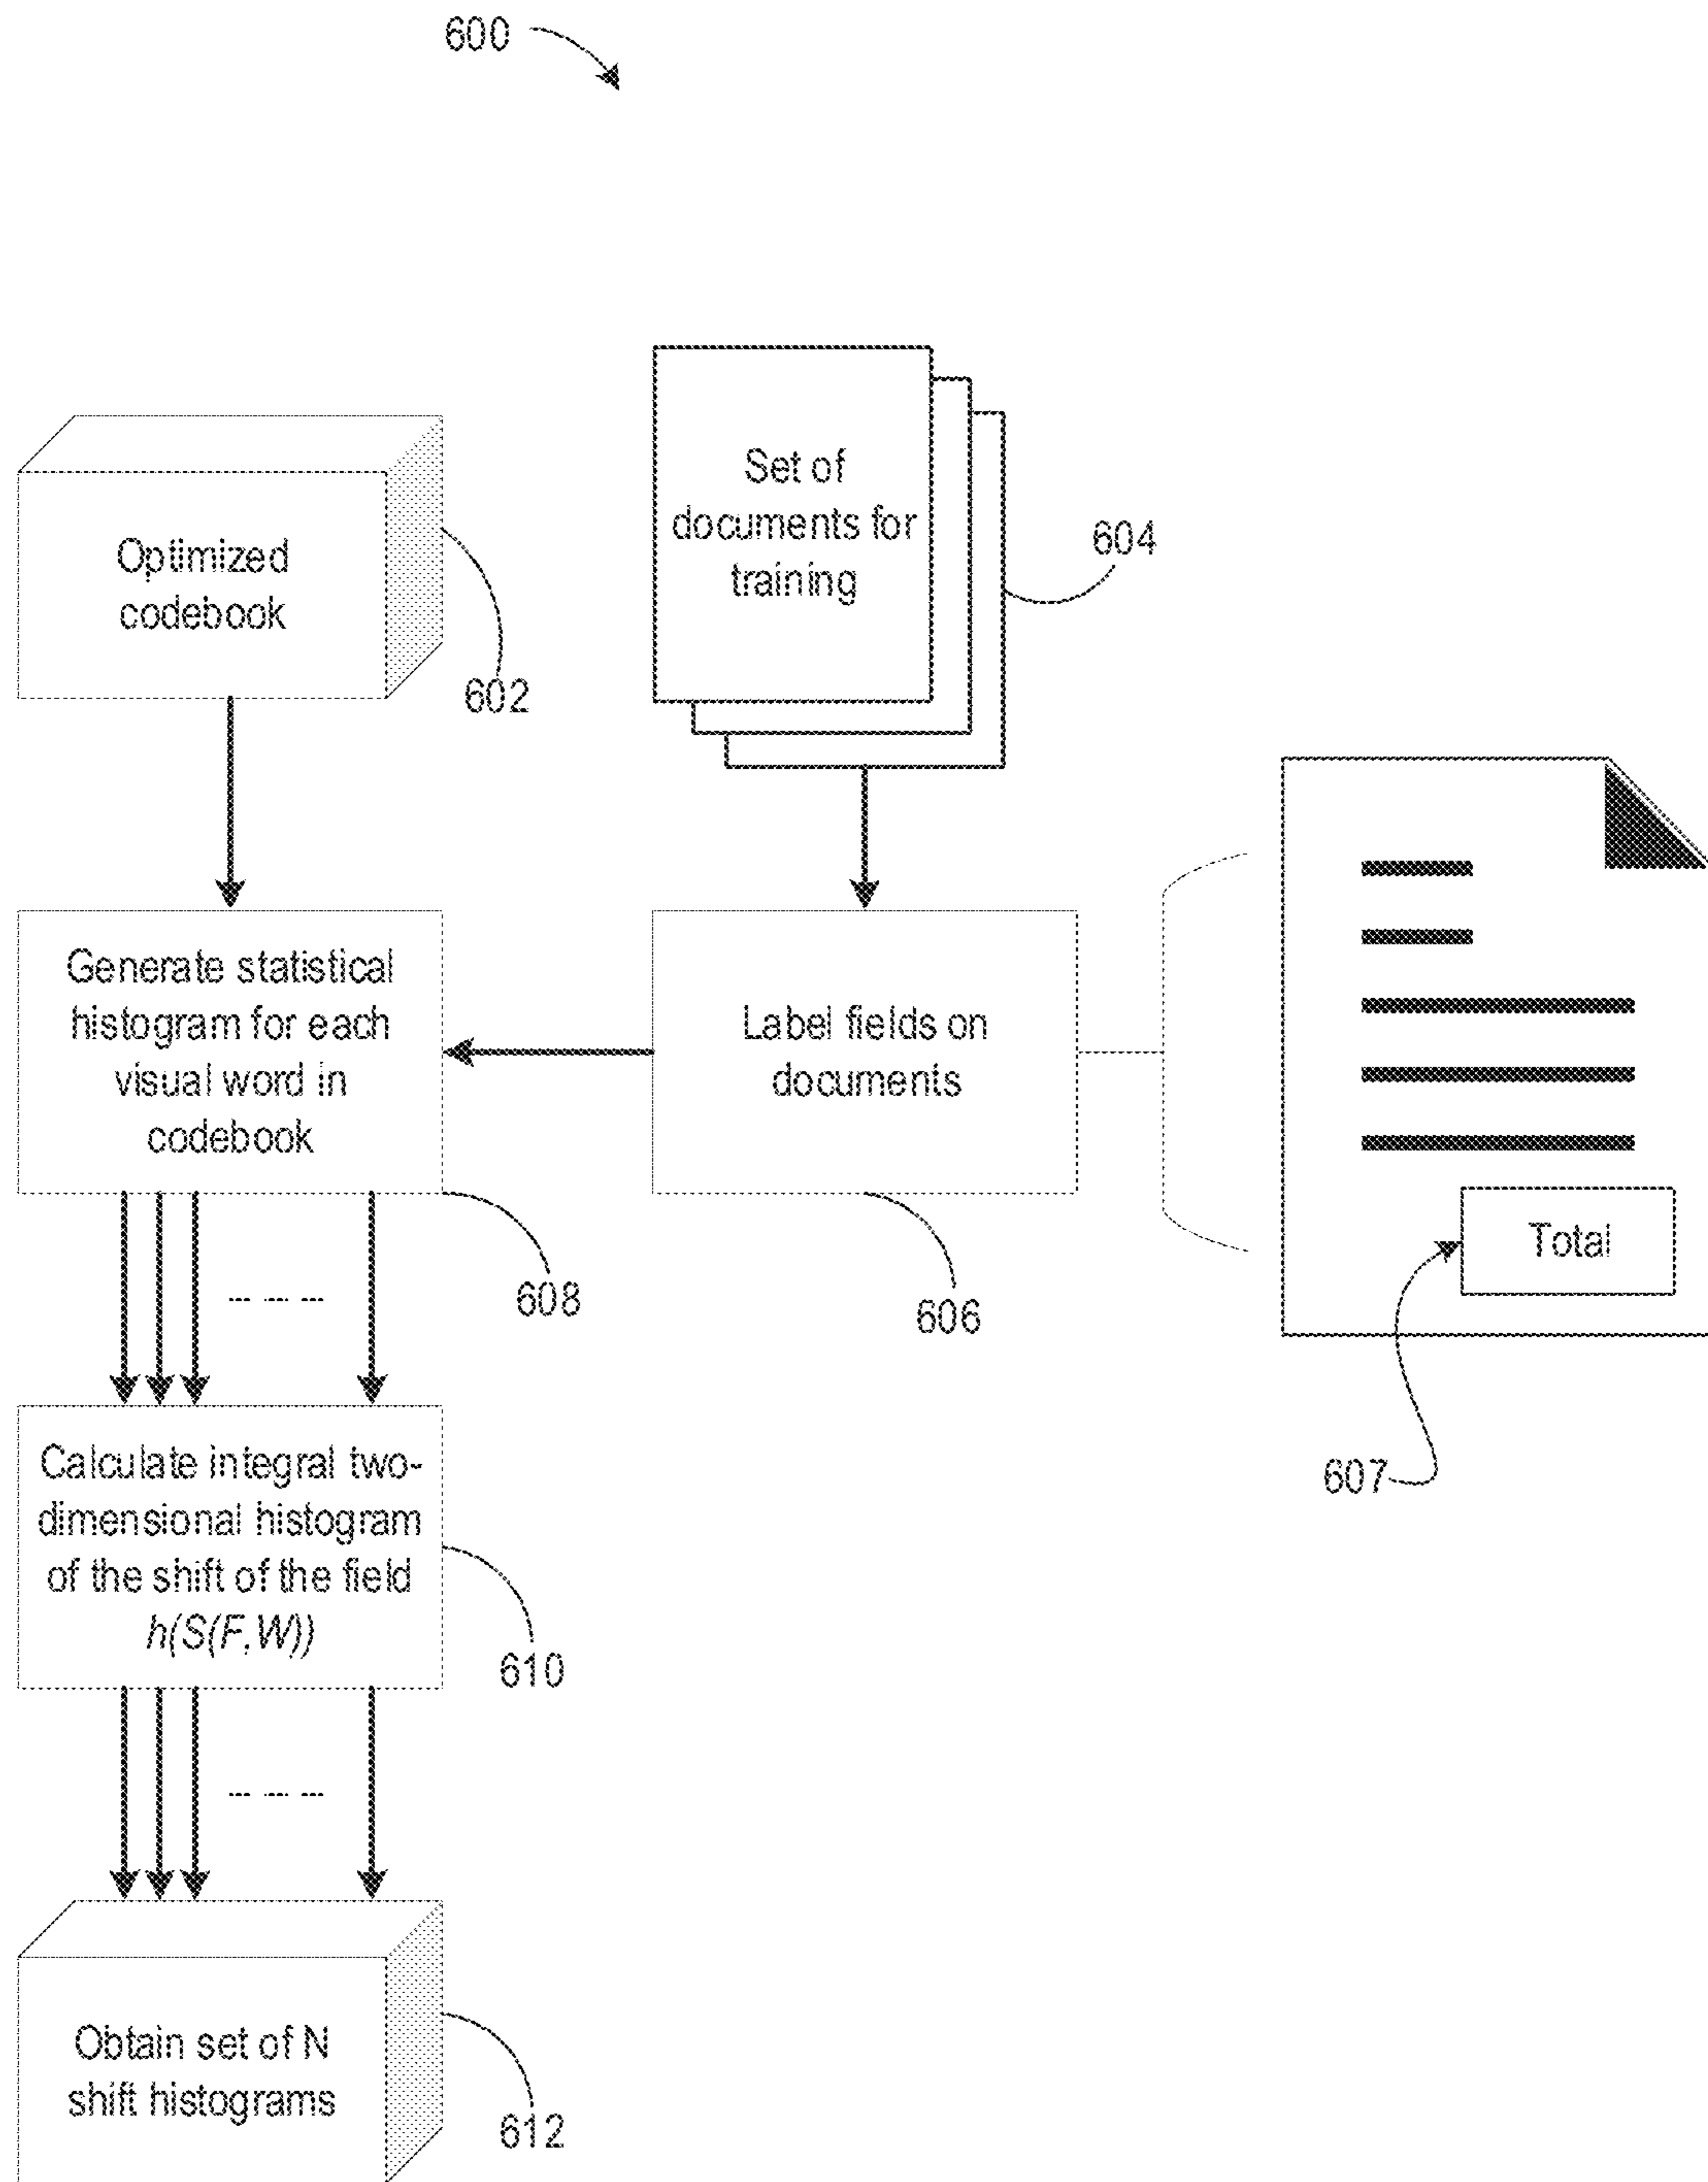 600
Set of
documents for
training
604
Optimized
codebook
602
Generate statistical
histogram for each
visual word in
codebook
608
Label fields on
documents
606
Total
607
Calculate integral two-
dimensional histogram
of the shift of the field
h(S(F,W))
610
Obtain set of N
shift histograms
612